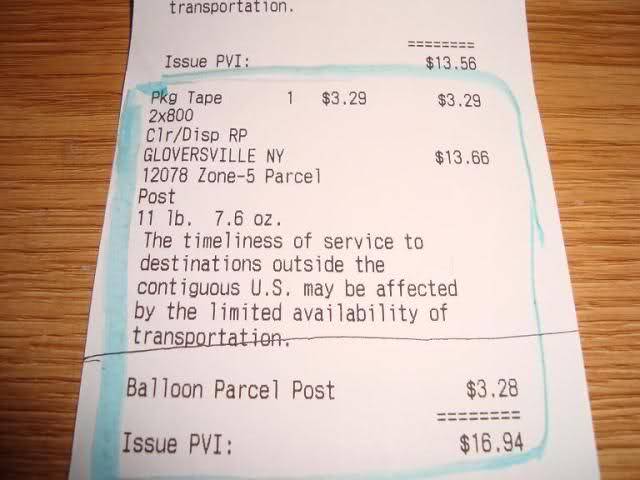 transportation.
========
Issue PVI: $13.56
Pkg Tape 1 $3.29 $3.29
2x800
Clr/Disp RP
GLOVERSVILLE NY $13.66
12078 Zone-5 Parcel
Post
11 lb. 7.6 oz.
The timeliness of service to
destinations outside the
contiguous U.S. may be affected
by the limited availability of
transportation.
Balloon Parcel Post $3.28
========
Issue PVI: $16.94